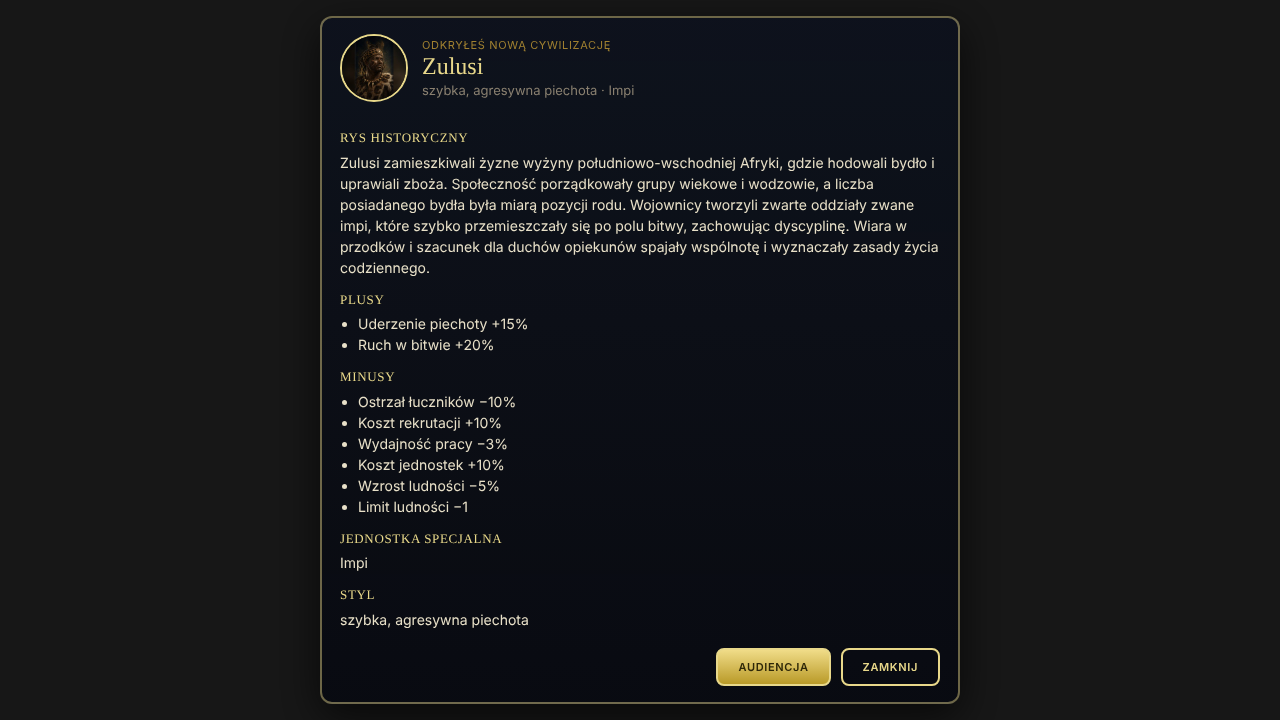 ODKRYŁEŚ NOWĄ CYWILIZACJĘ
Zulusi
szybka, agresywna piechota · Impi
RYS HISTORYCZNY
Zulusi zamieszkiwali żyzne wyżyny południowo-wschodniej Afryki, gdzie hodowali bydło i
uprawiali zboża. Społeczność porządkowały grupy wiekowe i wodzowie, a liczba
posiadanego bydła była miarą pozycji rodu. Wojownicy tworzyli zwarte oddziały zwane
impi, które szybko przemieszczały się po polu bitwy, zachowując dyscyplinę. Wiara w
przodków i szacunek dla duchów opiekunów spajały wspólnotę i wyznaczały zasady życia
codziennego.
PLUSY
• Uderzenie piechoty +15%
• Ruch w bitwie +20%
MINUSY
• Ostrzał łuczników −10%
• Koszt rekrutacji +10%
• Wydajność pracy −3%
• Koszt jednostek +10%
• Wzrost ludności −5%
• Limit ludności −1
JEDNOSTKA SPECJALNA
Impi
STYL
szybka, agresywna piechota
AUDIENCJA
ZAMKNIJ